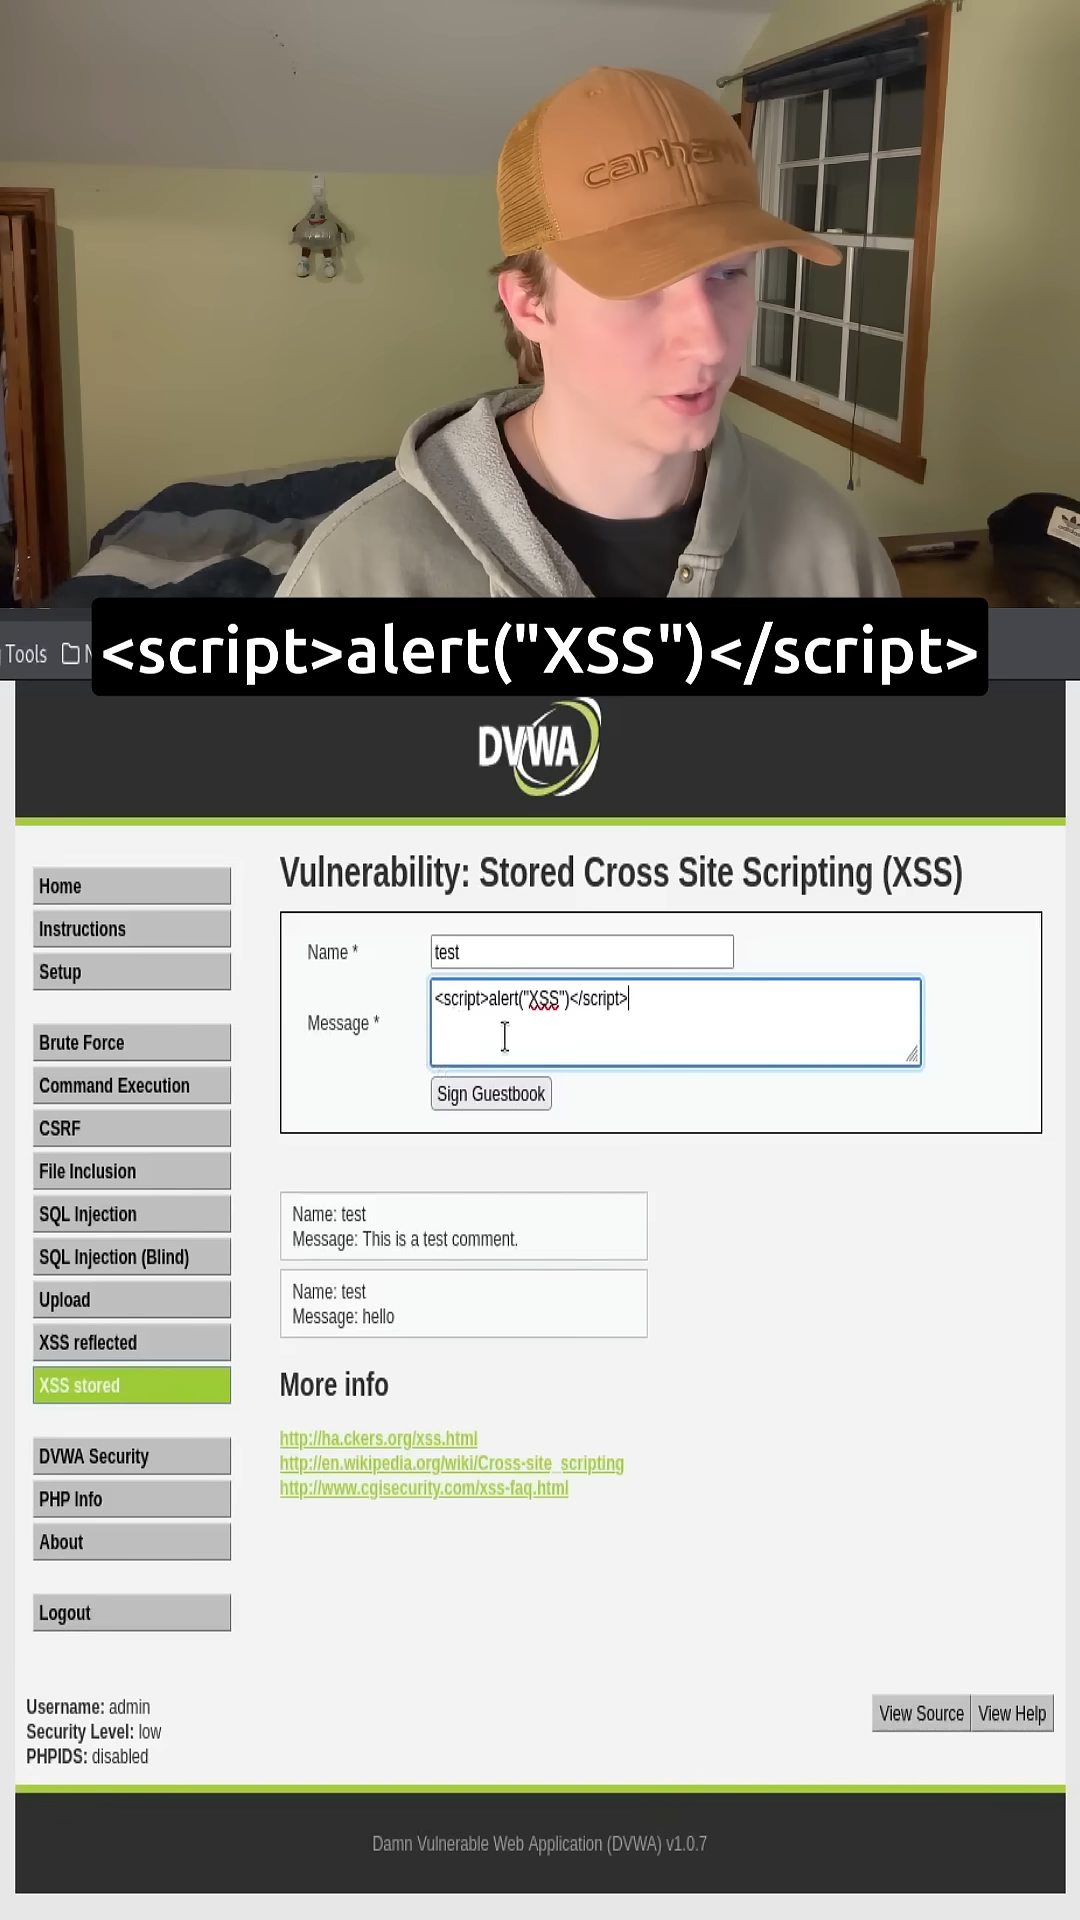 carhartt
Tools
<script>alert("XSS")</script>
DVWA
Vulnerability: Stored Cross Site Scripting (XSS)
Home
Instructions
Setup
Brute Force
Command Execution
CSRF
File Inclusion
SQL Injection
SQL Injection (Blind)
Upload
XSS reflected
XSS stored
DVWA Security
PHP Info
About
Logout
Name * test
Message * <script>alert("XSS")</script>
Sign Guestbook
Name: test
Message: This is a test comment.
Name: test
Message: hello
More info
http://ha.ckers.org/xss.html
http://en.wikipedia.org/wiki/Cross-site_scripting
http://www.cgisecurity.com/xss-faq.html
Username: admin
Security Level: low
PHPIDS: disabled
View Source View Help
Damn Vulnerable Web Application (DVWA) v1.0.7